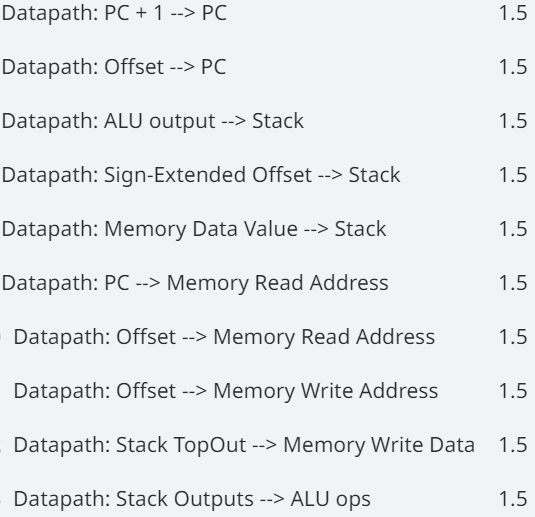 Datapath: PC + 1 --> PC 1.5
Datapath: Offset --> PC 1.5
Datapath: ALU output --> Stack 1.5
Datapath: Sign-Extended Offset --> Stack 1.5
Datapath: Memory Data Value --> Stack 1.5
Datapath: PC --> Memory Read Address 1.5
Datapath: Offset --> Memory Read Address 1.5
Datapath: Offset --> Memory Write Address 1.5
Datapath: Stack TopOut --> Memory Write Data 1.5
Datapath: Stack Outputs --> ALU ops 1.5